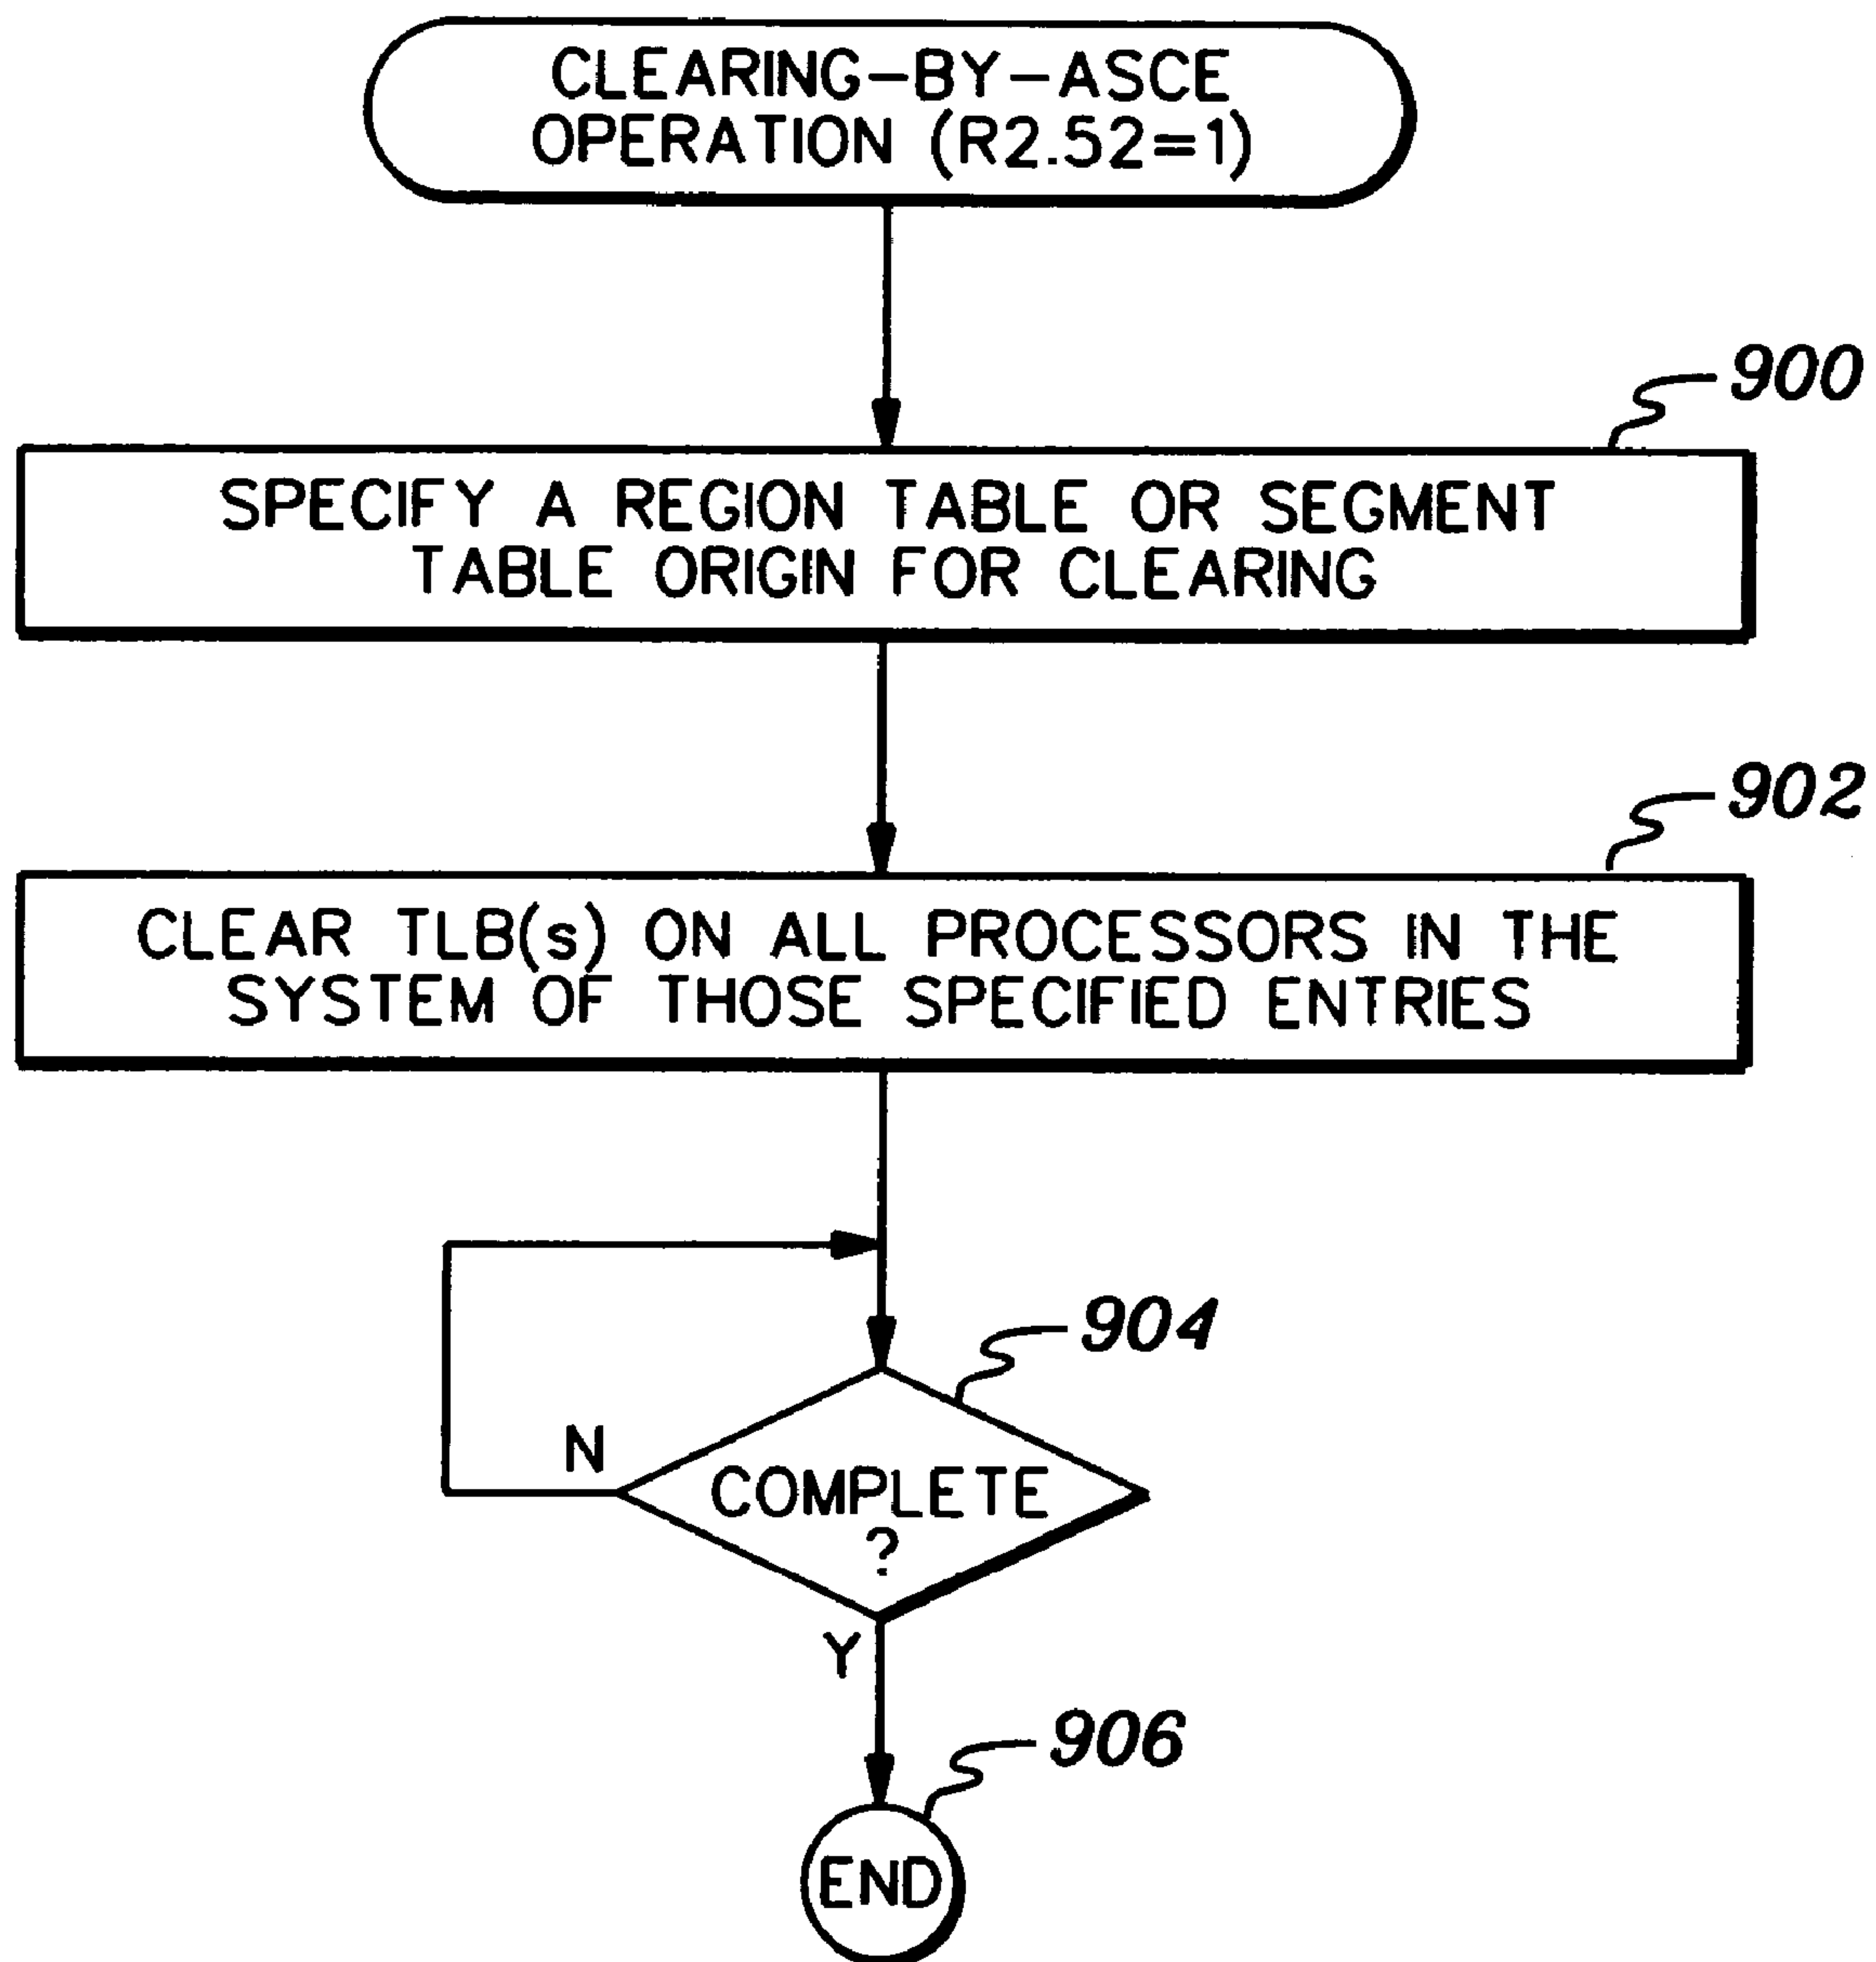 CLEARING-BY-ASCE
OPERATION (R2.52=1)
900
SPECIFY A REGION TABLE OR SEGMENT
TABLE ORIGIN FOR CLEARING
902
CLEAR TLB(s) ON ALL PROCESSORS IN THE
SYSTEM OF THOSE SPECIFIED ENTRIES
904
N
COMPLETE
?
Y
906
END